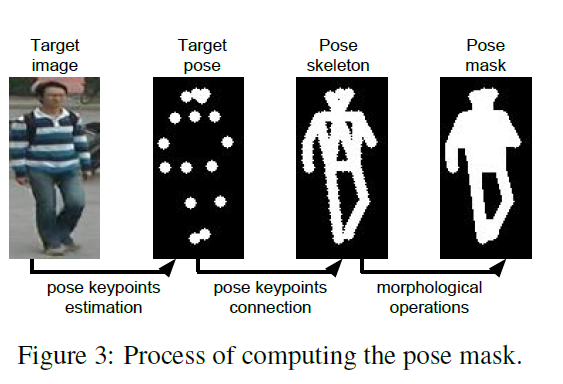 Target image
Target pose
Pose skeleton
Pose mask
pose keypoints estimation
pose keypoints connection
morphological operations
Figure 3: Process of computing the pose mask.